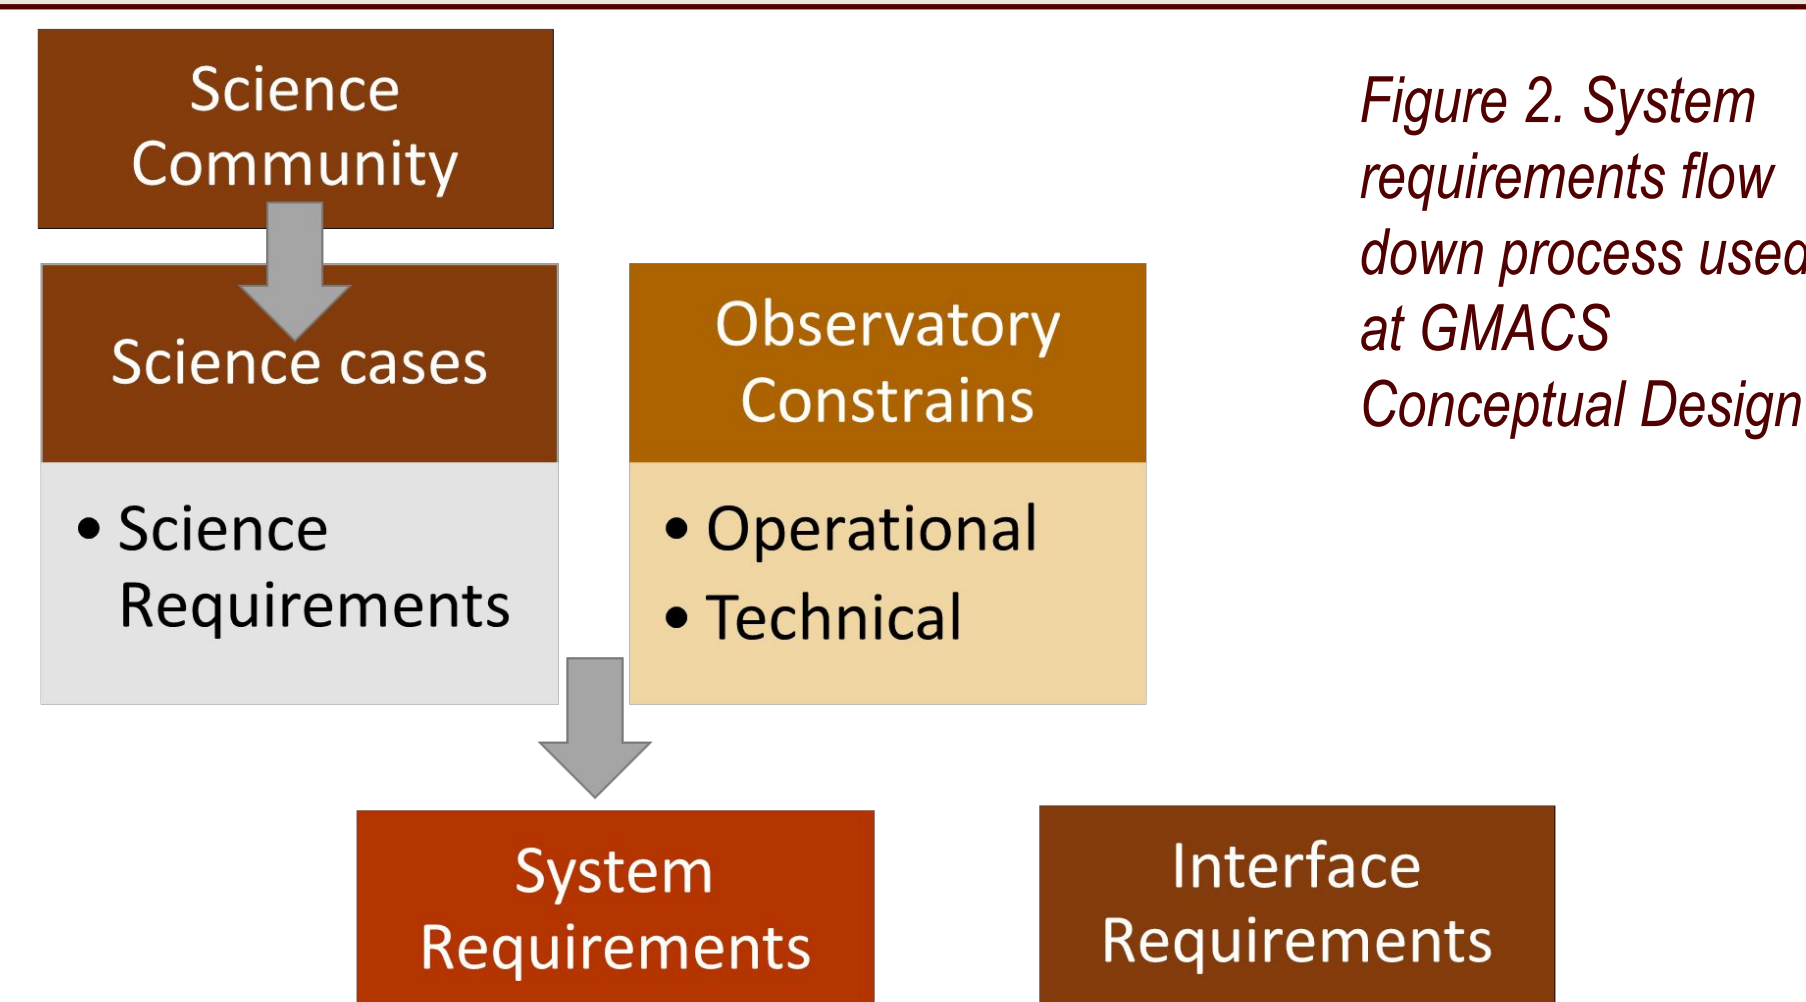 Science
Community
Science cases
• Science
Requirements
Observatory
Constrains
• Operational
• Technical
System
Requirements
Interface
Requirements
Figure 2. System
requirements flow
down process used
at GMACS
Conceptual Design